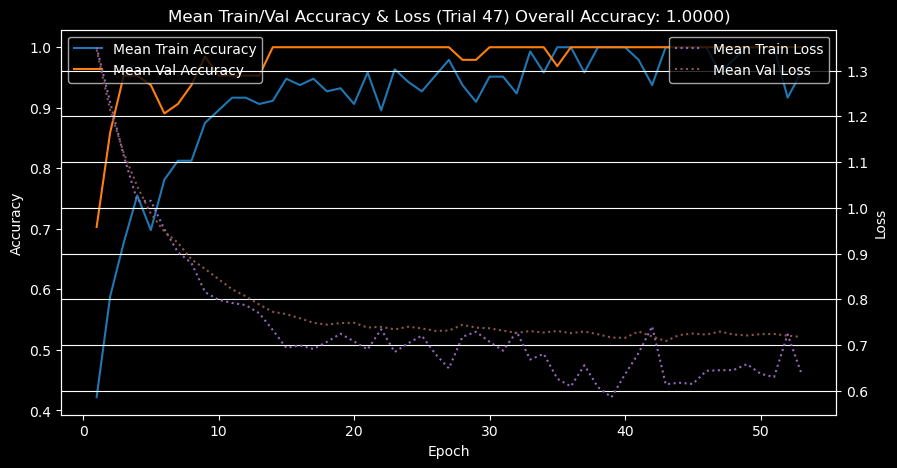 Mean Train/Val Accuracy & Loss (Trial 47) Overall Accuracy: 1.0000)
Mean Train Accuracy
Mean Val Accuracy
Mean Train Loss
Mean Val Loss
1.0
0.9
0.8
0.7
0.6
0.5
0.4
Accuracy
1.3
1.2
1.1
1.0
0.9
0.8
0.7
0.6
Loss
0 10 20 30 40 50
Epoch